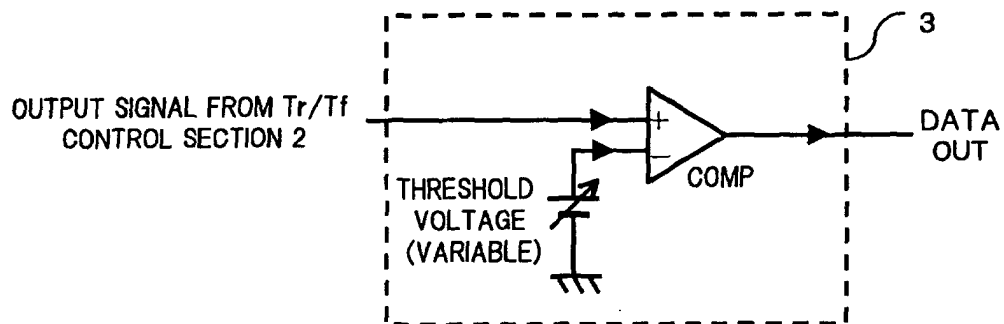 3
OUTPUT SIGNAL FROM Tr/Tf
CONTROL SECTION 2
+
−
COMP
DATA
OUT
THRESHOLD
VOLTAGE
(VARIABLE)